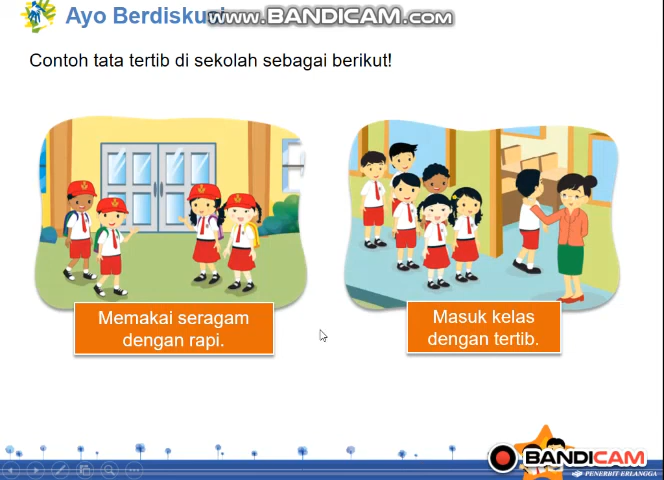 Ayo Berdiskusi
www.BANDICAM.com
Contoh tata tertib di sekolah sebagai berikut!
Memakai seragam
dengan rapi.
Masuk kelas
dengan tertib.
BANDICAM
PENERBIT ERLANGGA